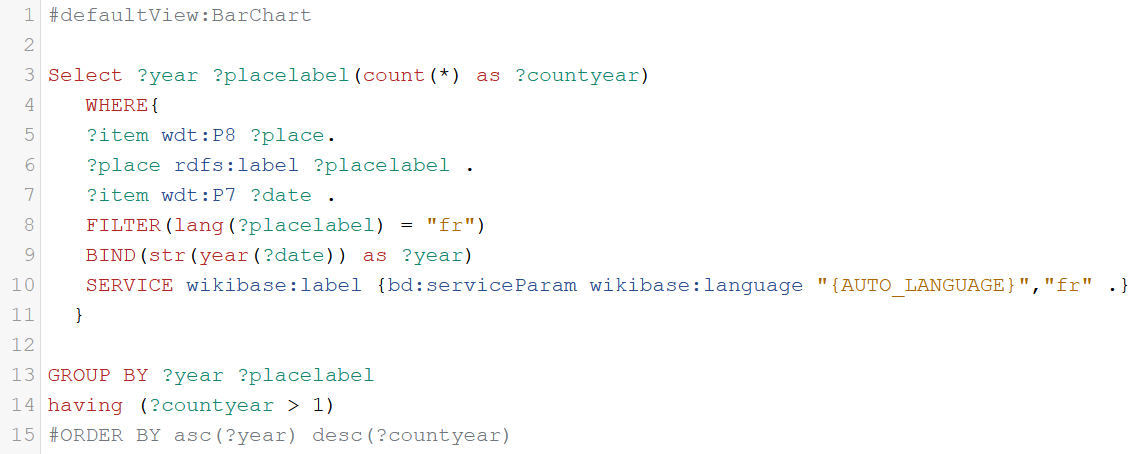 1 #defaultView:BarChart
2
3 Select ?year ?placelabel(count(*) as ?countyear)
4 WHERE{
5 ?item wdt:P8 ?place.
6 ?place rdfs:label ?placelabel .
7 ?item wdt:P7 ?date .
8 FILTER(lang(?placelabel) = "fr")
9 BIND(str(year(?date)) as ?year)
10 SERVICE wikibase:label {bd:serviceParam wikibase:language "{AUTO_LANGUAGE}","fr" .}
11 }
12
13 GROUP BY ?year ?placelabel
14 having (?countyear > 1)
15 #ORDER BY asc(?year) desc(?countyear)